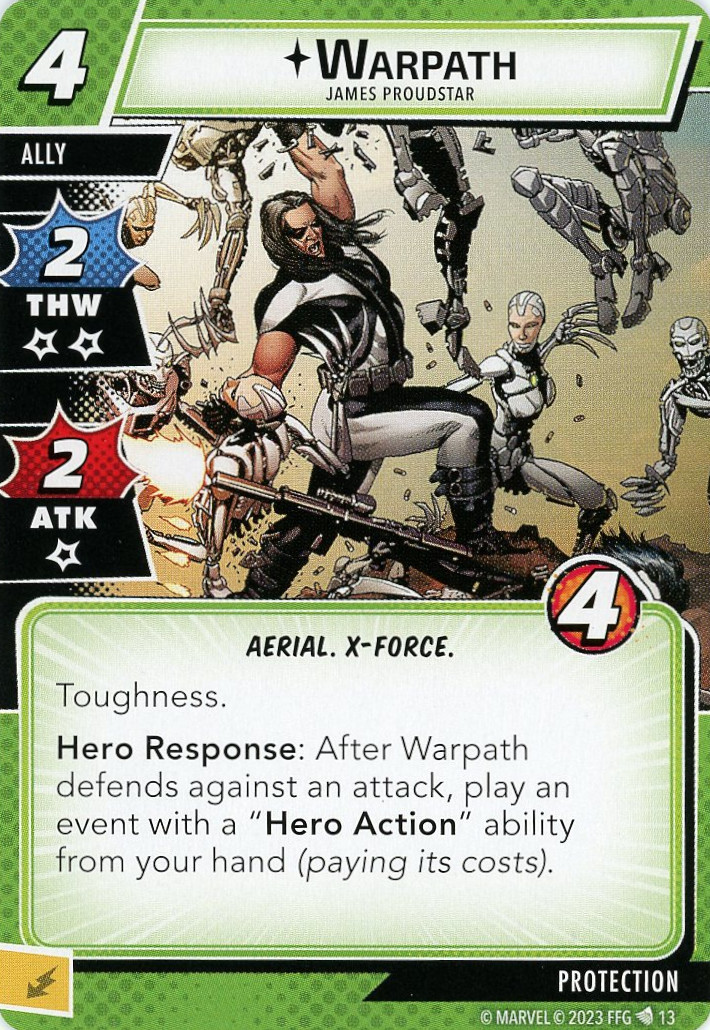 4
WARPATH
JAMES PROUDSTAR
ALLY
2
THW
2
ATK
4
AERIAL. X-FORCE.
Toughness.
Hero Response: After Warpath
defends against an attack, play an
event with a “Hero Action” ability
from your hand (paying its costs).
PROTECTION
© MARVEL © 2023 FFG 13